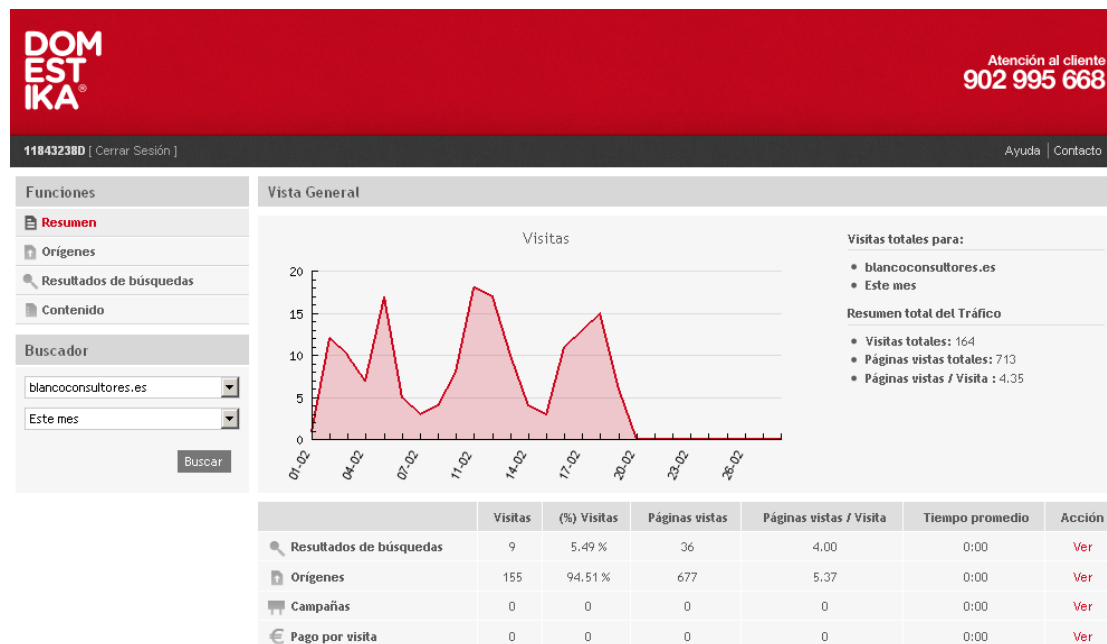 DOM
EST
IKA®
Atención al cliente
902 995 668
11843238D [ Cerrar Sesión ]
Ayuda | Contacto
Funciones
Resumen
Orígenes
Resultados de búsquedas
Contenido
Buscador
blancoconsultores.es
Este mes
Buscar
Vista General
Visitas
20
15
10
5
0
01-02 04-02 07-02 11-02 14-02 17-02 20-02 23-02 26-02
Visitas totales para:
blancoconsultores.es
Este mes
Resumen total del Tráfico
Visitas totales: 164
Páginas vistas totales: 713
Páginas vistas / Visita : 4.35
Visitas (%) Visitas Páginas vistas Páginas vistas / Visita Tiempo promedio Acción
Resultados de búsquedas 9 5.49 % 36 4.00 0:00 Ver
Orígenes 155 94.51 % 677 5.37 0:00 Ver
Campañas 0 0 0 0 0:00 Ver
Pago por visita 0 0 0 0 0:00 Ver